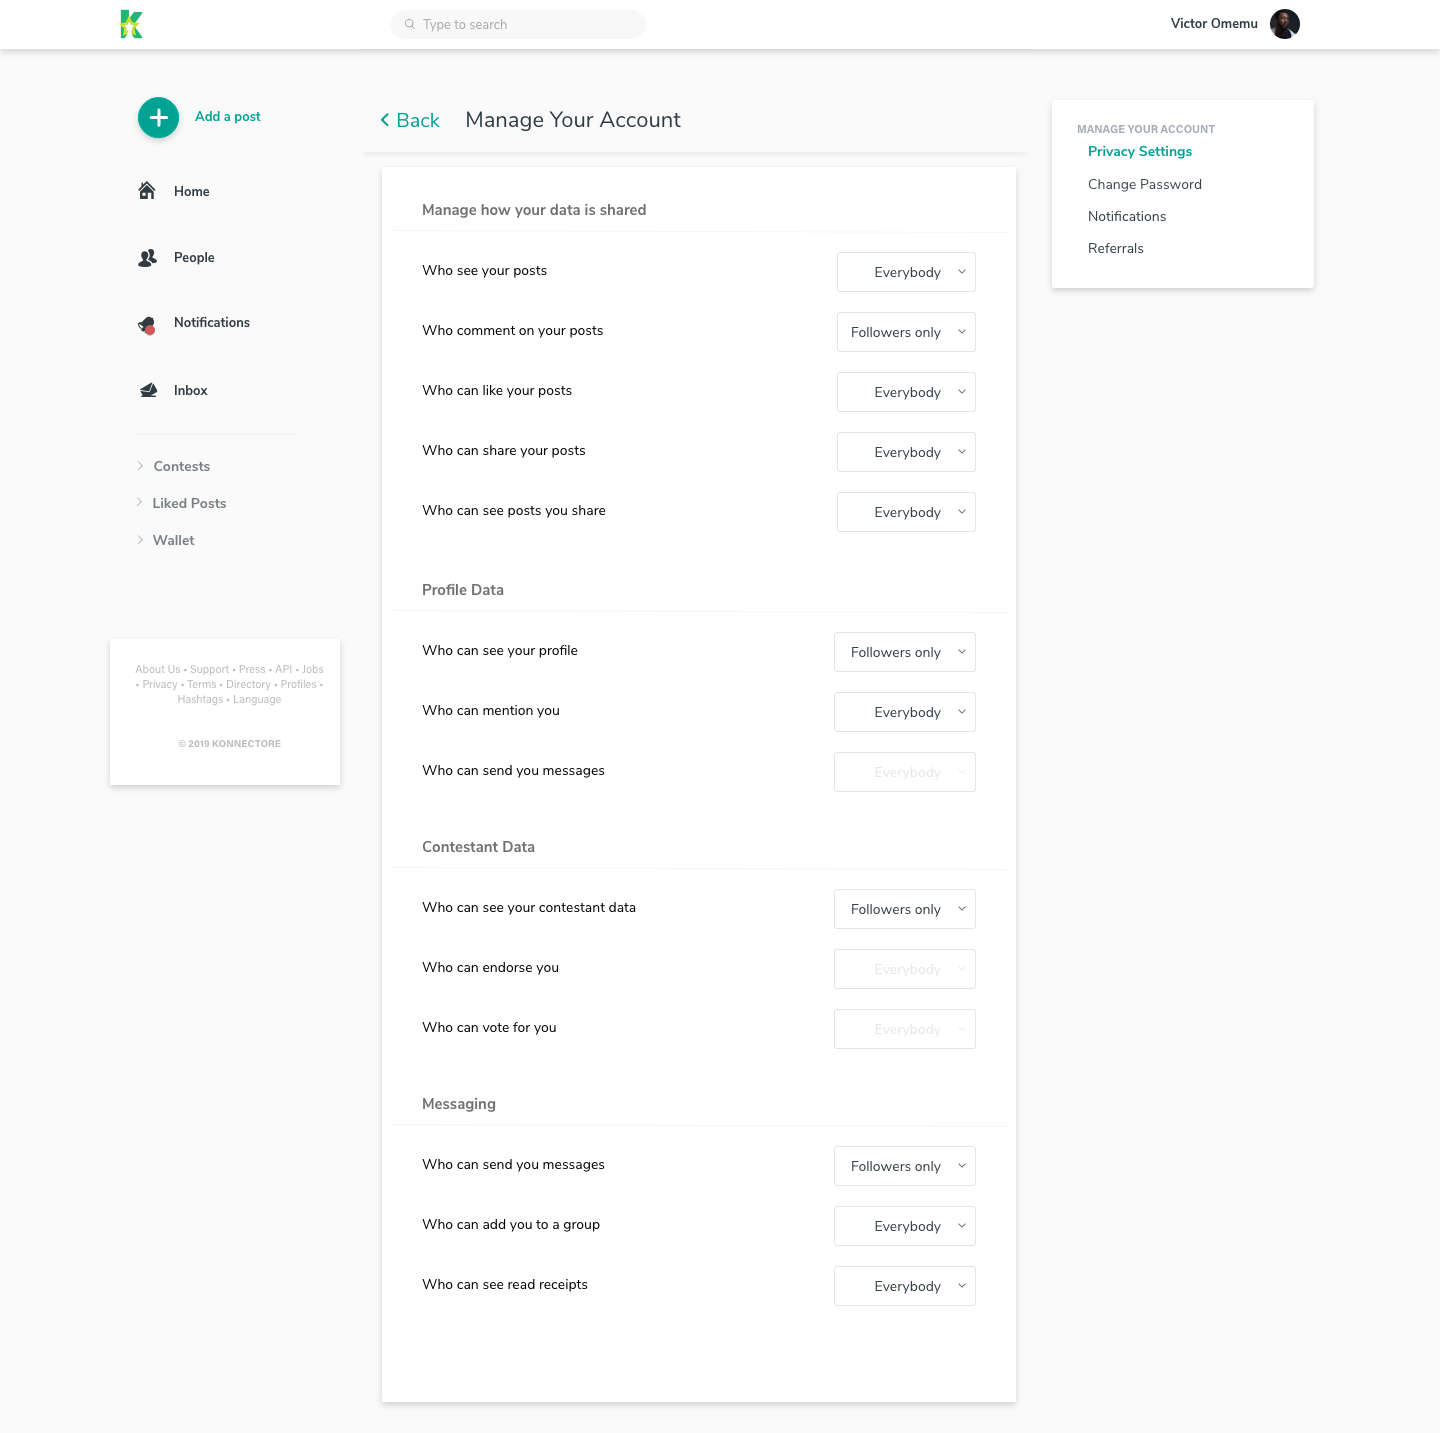 Type to search
Victor Omemu
Add a post
Home
People
Notifications
Inbox
Contests
Liked Posts
Wallet
About Us • Support • Press • API • Jobs
• Privacy • Terms • Directory • Profiles •
Hashtags • Language
© 2019 KONNECTORE
Back
Manage Your Account
Manage how your data is shared
Who see your posts
Everybody
Who comment on your posts
Followers only
Who can like your posts
Everybody
Who can share your posts
Everybody
Who can see posts you share
Everybody
Profile Data
Who can see your profile
Followers only
Who can mention you
Everybody
Who can send you messages
Everybody
Contestant Data
Who can see your contestant data
Followers only
Who can endorse you
Everybody
Who can vote for you
Everybody
Messaging
Who can send you messages
Followers only
Who can add you to a group
Everybody
Who can see read receipts
Everybody
MANAGE YOUR ACCOUNT
Privacy Settings
Change Password
Notifications
Referrals